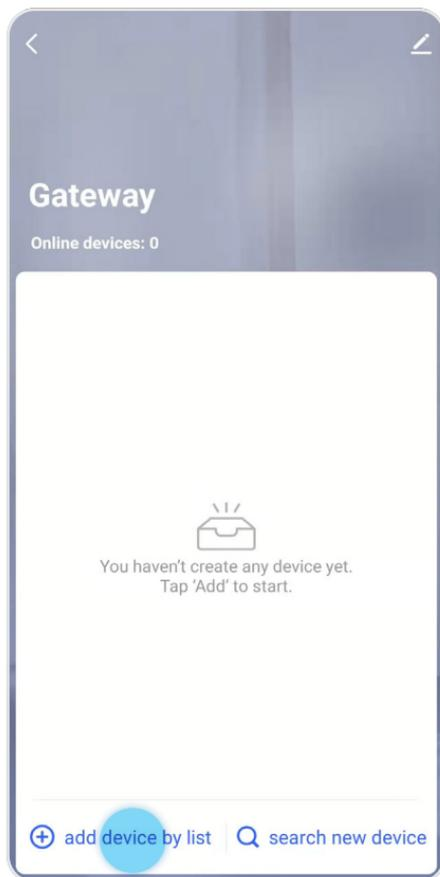 Gateway
Online devices: 0
You haven't create any device yet.
Tap 'Add' to start.
add device by list
search new device